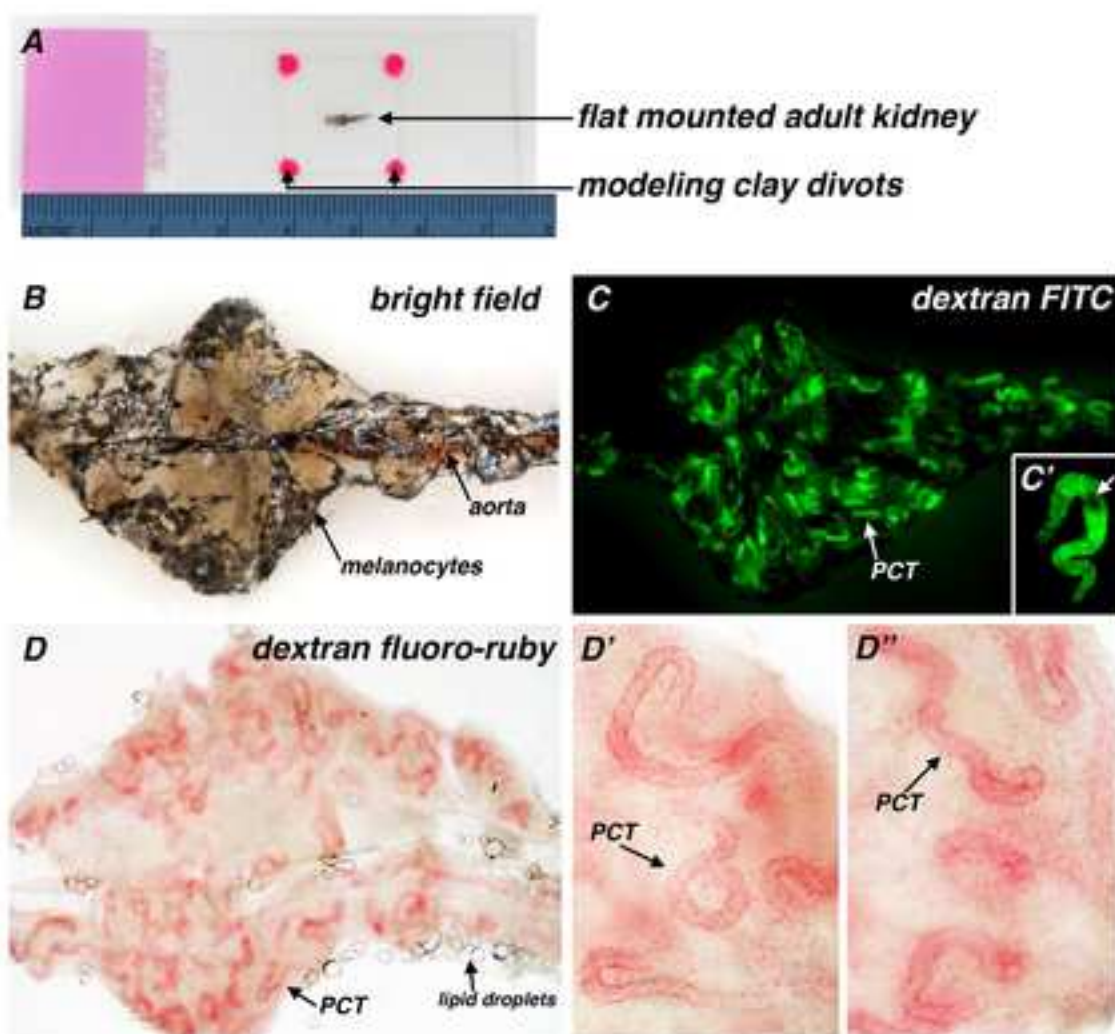 A
flat mounted adult kidney
modeling clay divots
B
bright field
aorta
melanocytes
C
dextran FITC
C'
PCT
D
dextran fluoro-ruby
PCT
lipid droplets
D'
PCT
D"
PCT